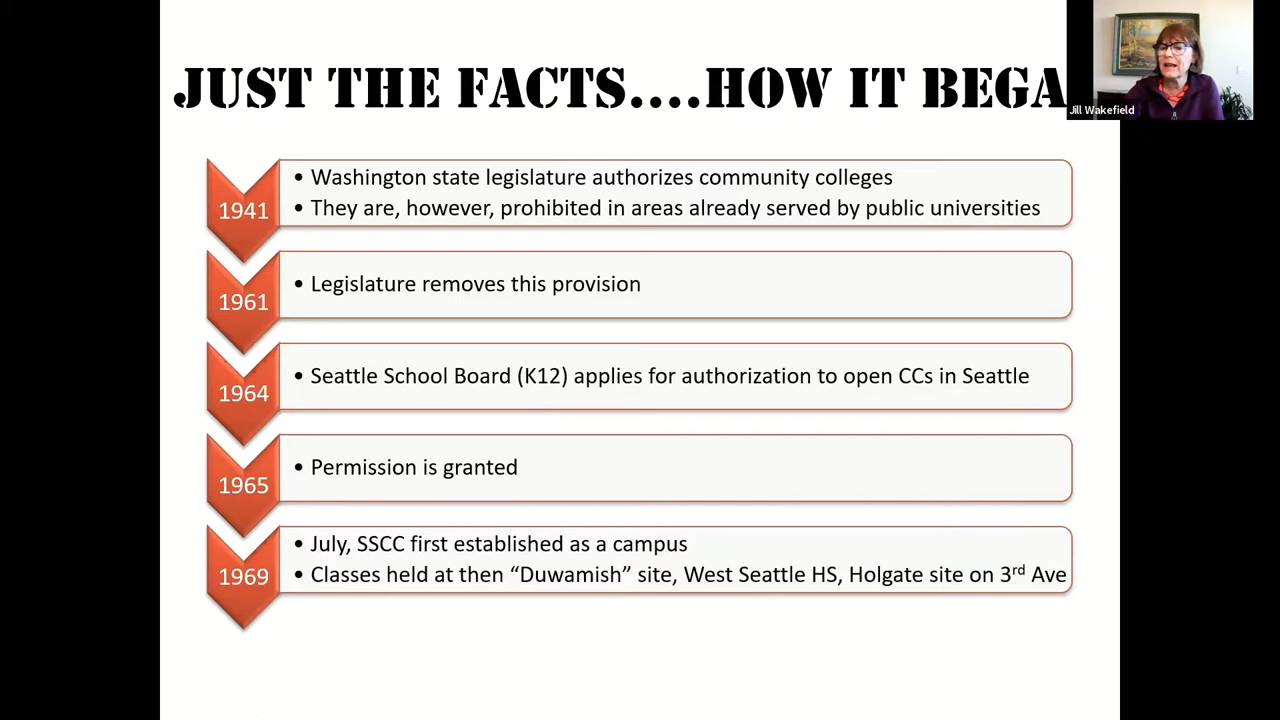 JUST THE FACTS....HOW IT BEGA
Jill Wakefield
1941
• Washington state legislature authorizes community colleges
• They are, however, prohibited in areas already served by public universities
1961
• Legislature removes this provision
1964
• Seattle School Board (K12) applies for authorization to open CCs in Seattle
1965
• Permission is granted
1969
• July, SSCC first established as a campus
• Classes held at then “Duwamish” site, West Seattle HS, Holgate site on 3rd Ave